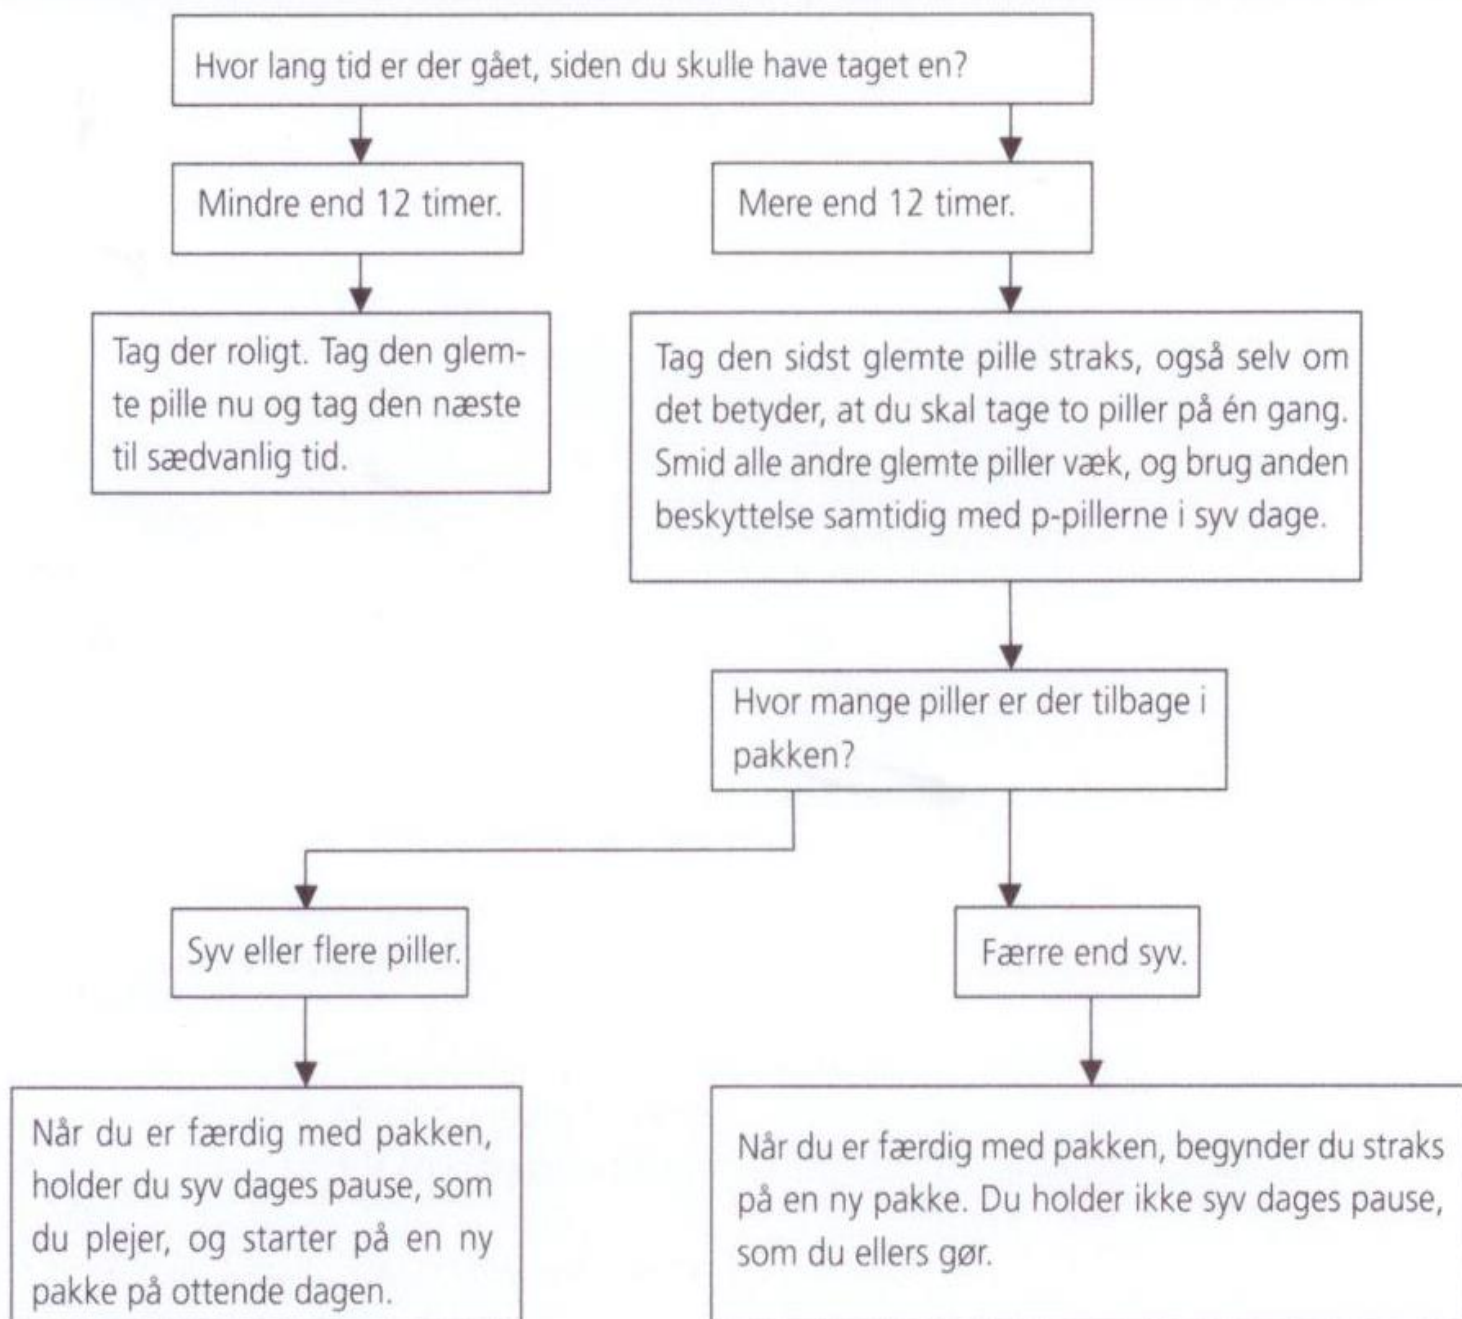 Hvor lang tid er der gået, siden du skulle have taget en?
Mindre end 12 timer.
Mere end 12 timer.
Tag der roligt. Tag den glem-
te pille nu og tag den næste
til sædvanlig tid.
Tag den sidst glemte pille straks, også selv om
det betyder, at du skal tage to piller på én gang.
Smid alle andre glemte piller væk, og brug anden
beskyttelse samtidig med p-pillerne i syv dage.
Hvor mange piller er der tilbage i
pakken?
Syv eller flere piller.
Færre end syv.
Når du er færdig med pakken,
holder du syv dages pause, som
du plejer, og starter på en ny
pakke på ottende dagen.
Når du er færdig med pakken, begynder du straks
på en ny pakke. Du holder ikke syv dages pause,
som du ellers gør.